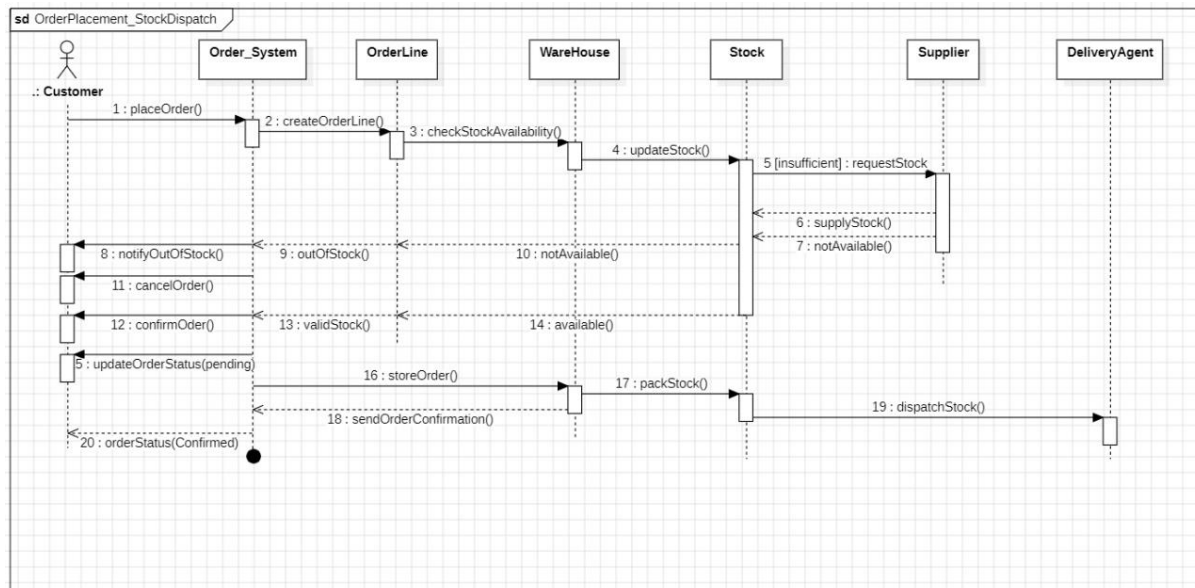 sd OrderPlacement_StockDispatch
Order_System
OrderLine
WareHouse
Stock
Supplier
DeliveryAgent
.: Customer
1 : placeOrder()
2 : createOrderLine()
3 : checkStockAvailability()
4 : updateStock()
5 [insufficient] : requestStock
6 : supplyStock()
7 : notAvailable()
8 : notifyOutOfStock()
9 : outOfStock()
10 : notAvailable()
11 : cancelOrder()
12 : confirmOder()
13 : validStock()
14 : available()
5 : updateOrderStatus(pending)
16 : storeOrder()
17 : packStock()
18 : sendOrderConfirmation()
19 : dispatchStock()
20 : orderStatus(Confirmed)